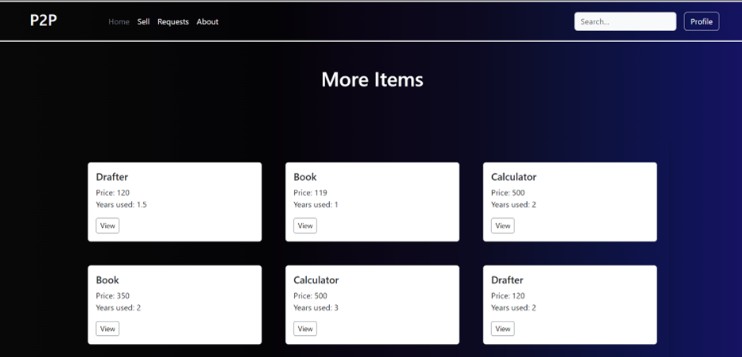 P2P Home Sell Requests About Search... Profile
More Items
Drafter
Price: 120
Years used: 1.5
View
Book
Price: 119
Years used: 1
View
Calculator
Price: 500
Years used: 2
View
Book
Price: 350
Years used: 2
View
Calculator
Price: 500
Years used: 3
View
Drafter
Price: 120
Years used: 2
View